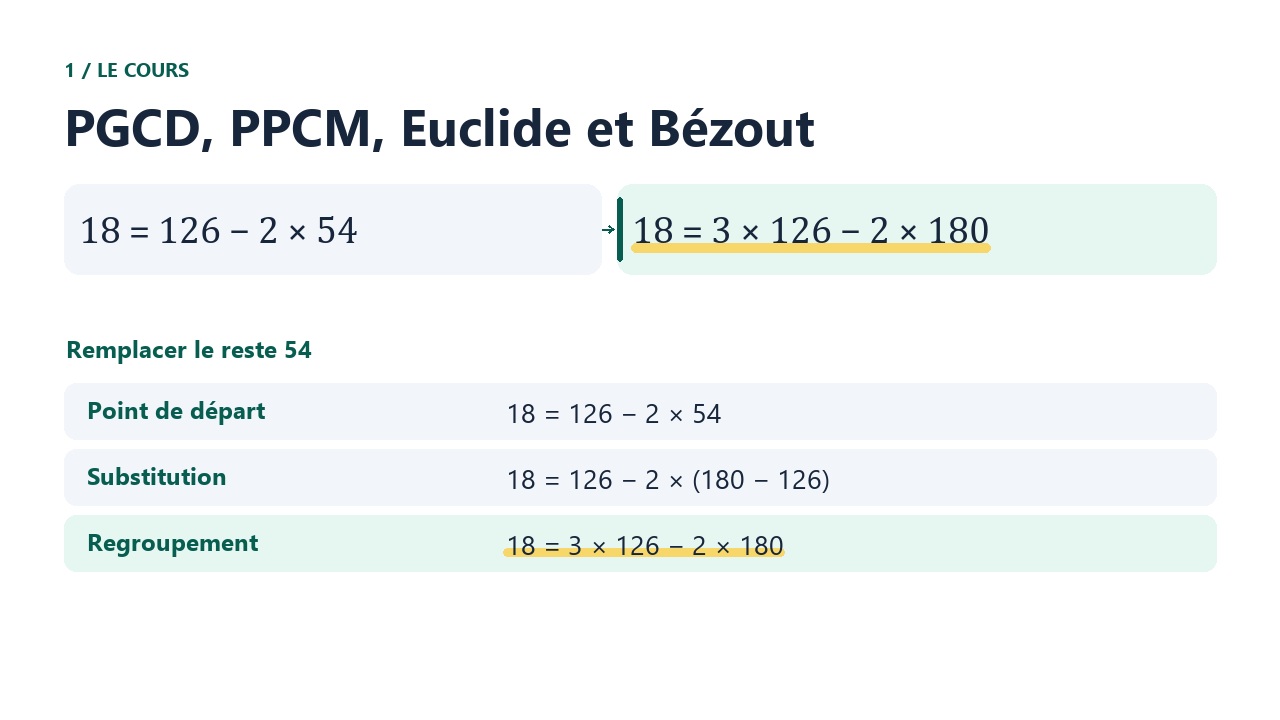 1 / LE COURS
PGCD, PPCM, Euclide et Bézout
18 = 126 − 2 × 54 → 18 = 3 × 126 − 2 × 180
Remplacer le reste 54
Point de départ 18 = 126 − 2 × 54
Substitution 18 = 126 − 2 × (180 − 126)
Regroupement 18 = 3 × 126 − 2 × 180